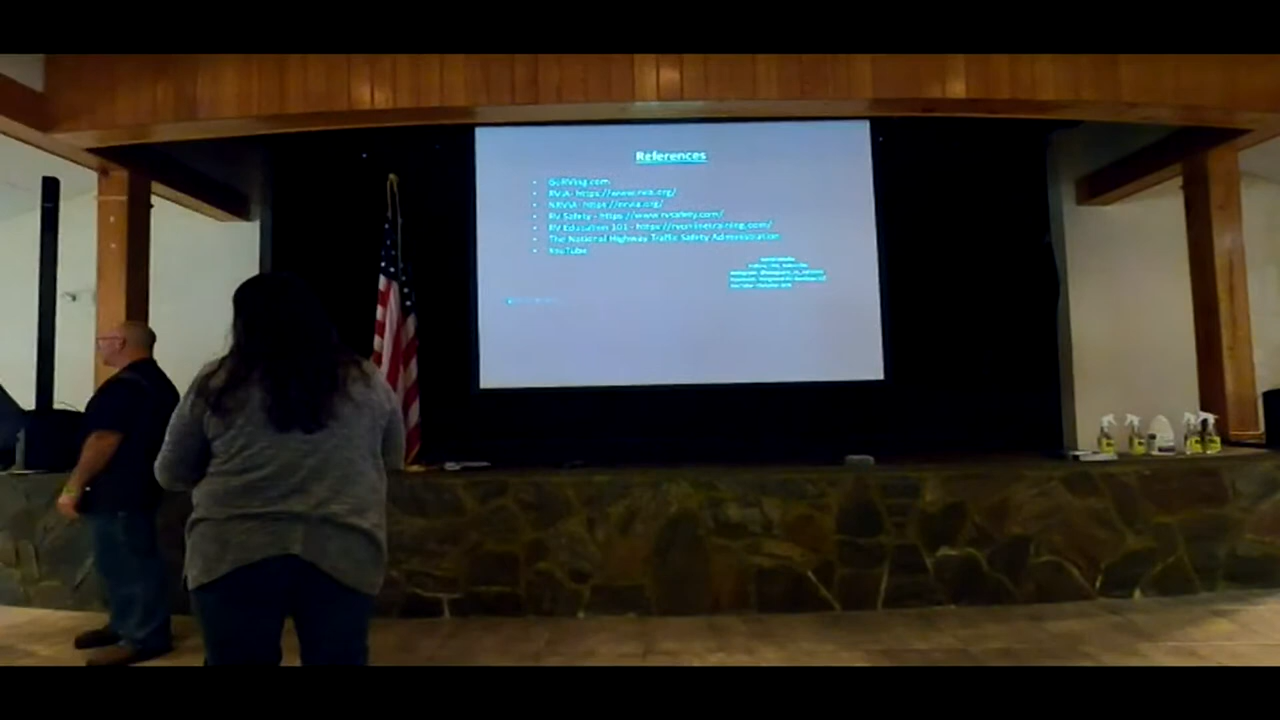 References
GoRVing.com
RVIA- https://www.rvia.org/
NRVIA- https://nrvia.org/
RV Safety - https://www.rvsafety.com/
RV Education 101 - https://rvonlinetraining.com/
The National Highway Traffic Safety Administration
YouTube